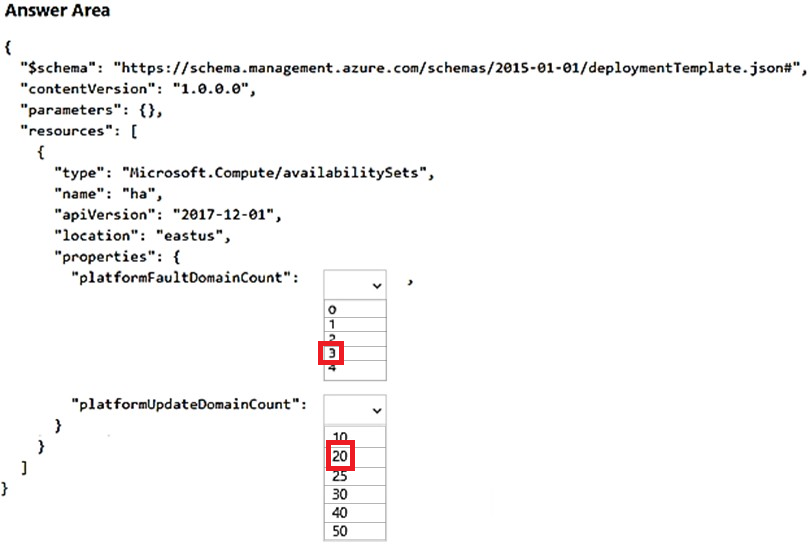 Answer Area
{
"$schema": "https://schema.management.azure.com/schemas/2015-01-01/deploymentTemplate.json#",
"contentVersion": "1.0.0.0",
"parameters": {},
"resources": [
{
"type": "Microsoft.Compute/availabilitySets",
"name": "ha",
"apiVersion": "2017-12-01",
"location": "eastus",
"properties": {
"platformFaultDomainCount": ,
0
1
2
3
4
"platformUpdateDomainCount":
10
20
25
30
40
50
}
}
]
}